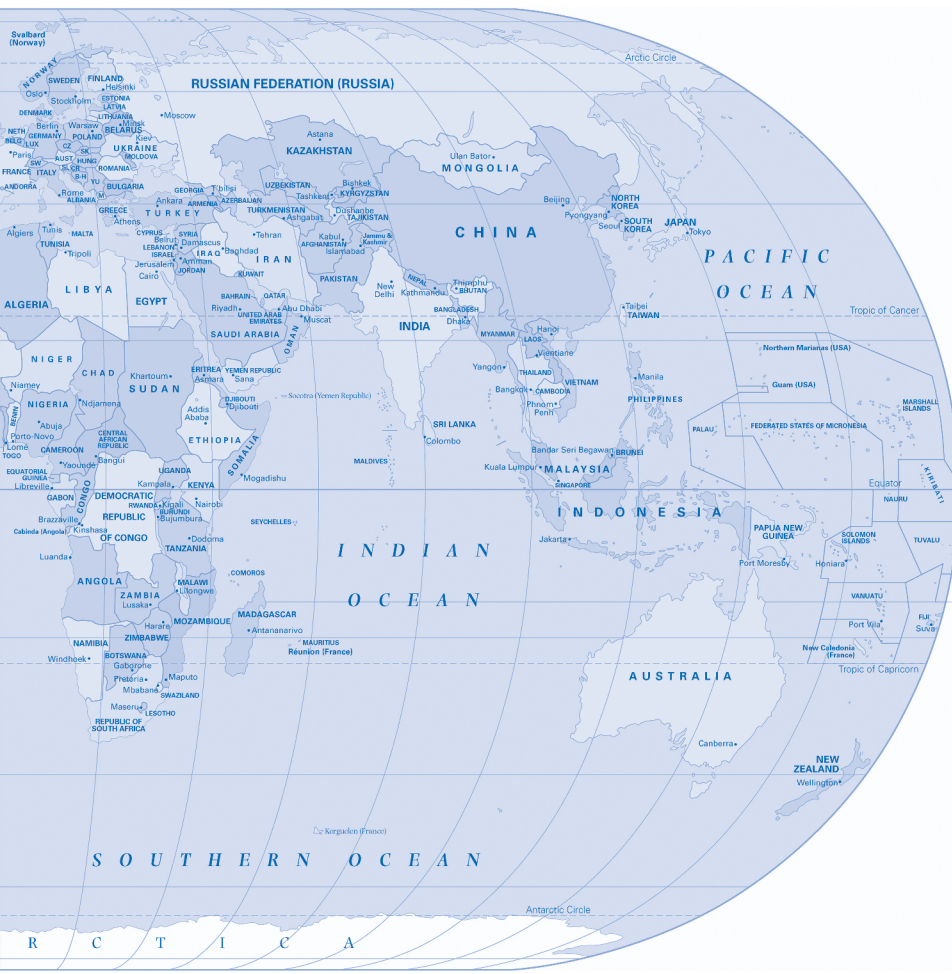 Svalbard
(Norway)
Arctic Circle
NORWAY
SWEDEN
FINLAND
Helsinki
Oslo
Stockholm
RUSSIAN FEDERATION (RUSSIA)
ESTONIA
LATVIA
LITHUANIA
DENMARK
Moscow
Minsk
BELARUS
Berlin
Warsaw
NETH
GERMANY
POLAND
BELG
LUX
Kiev
UKRAINE
MOLDOVA
CZ
SK
Paris
AUST
HUNG
SW
SL
CR
ROMANIA
FRANCE
ITALY
B-H
YU
ANDORRA
BULGARIA
Rome
M
ALBANIA
GREECE
Athens
Astana
KAZAKHSTAN
Ulan Bator
MONGOLIA
GEORGIA
Tbilisi
UZBEKISTAN
Bishkek
KYRGYZSTAN
Tashkent
Ankara
ARMENIA
AZERBAIJAN
TURKEY
TURKMENISTAN
Ashgabat
Dushanbe
TAJIKISTAN
Beijing
NORTH
KOREA
Pyongyang
Seoul
SOUTH
KOREA
JAPAN
Tokyo
CHINA
Algiers
Tunis
MALTA
TUNISIA
Tripoli
CYPRUS
SYRIA
Beirut
Damascus
LEBANON
ISRAEL
Amman
Jerusalem
JORDAN
Cairo
IRAQ
Baghdad
Tehran
IRAN
KUWAIT
Kabul
AFGHANISTAN
Islamabad
Jammu &
Kashmir
PAKISTAN
New
Delhi
NEPAL
Kathmandu
Thimphu
BHUTAN
BANGLADESH
Dhaka
PACIFIC
OCEAN
LIBYA
EGYPT
ALGERIA
BAHRAIN
QATAR
Riyadh
UNITED ARAB
EMIRATES
Abu Dhabi
Muscat
SAUDI ARABIA
OMAN
INDIA
MYANMAR
Hanoi
LAOS
Vientiane
Yangon
THAILAND
Bangkok
CAMBODIA
Phnom
Penh
VIETNAM
Taibei
TAIWAN
Tropic of Cancer
Northern Marianas (USA)
Guam (USA)
Manila
PHILIPPINES
MARSHALL
ISLANDS
PALAU
FEDERATED STATES OF MICRONESIA
NIGER
CHAD
Khartoum
SUDAN
ERITREA
Asmara
YEMEN REPUBLIC
Sana
Socotra (Yemen Republic)
Niamey
NIGERIA
Ndjamena
DJIBOUTI
Djibouti
Addis
Ababa
BENIN
Abuja
Porto-Novo
Lome
TOGO
CENTRAL
AFRICAN
REPUBLIC
ETHIOPIA
SOMALIA
CAMEROON
Bangui
Yaounde
SRI LANKA
Colombo
MALDIVES
Bandar Seri Begawan
BRUNEI
Kuala Lumpur
MALAYSIA
SINGAPORE
EQUATORIAL
GUINEA
Libreville
UGANDA
Kampala
KENYA
Mogadishu
GABON
CONGO
DEMOCRATIC
REPUBLIC
OF CONGO
RWANDA
Kigali
BURUNDI
Bujumbura
Nairobi
Brazzaville
Kinshasa
Cabinda (Angola)
Equator
NAURU
KIRIBATI
SEYCHELLES
INDONESIA
Jakarta
PAPUA NEW
GUINEA
Port Moresby
SOLOMON
ISLANDS
Honiara
TUVALU
Dodoma
TANZANIA
Luanda
INDIAN
OCEAN
ANGOLA
ZAMBIA
Lusaka
MALAWI
Lilongwe
COMOROS
Harare
MOZAMBIQUE
MADAGASCAR
Antananarivo
ZIMBABWE
NAMIBIA
Windhoek
BOTSWANA
Gaborone
MAURITIUS
Réunion (France)
VANUATU
Port Vila
FIJI
Suva
New Caledonia
(France)
Tropic of Capricorn
Pretoria
Maputo
Mbabane
SWAZILAND
Maseru
LESOTHO
REPUBLIC OF
SOUTH AFRICA
AUSTRALIA
Canberra
NEW
ZEALAND
Wellington
Kerguelen (France)
SOUTHERN OCEAN
Antarctic Circle
RCTICA